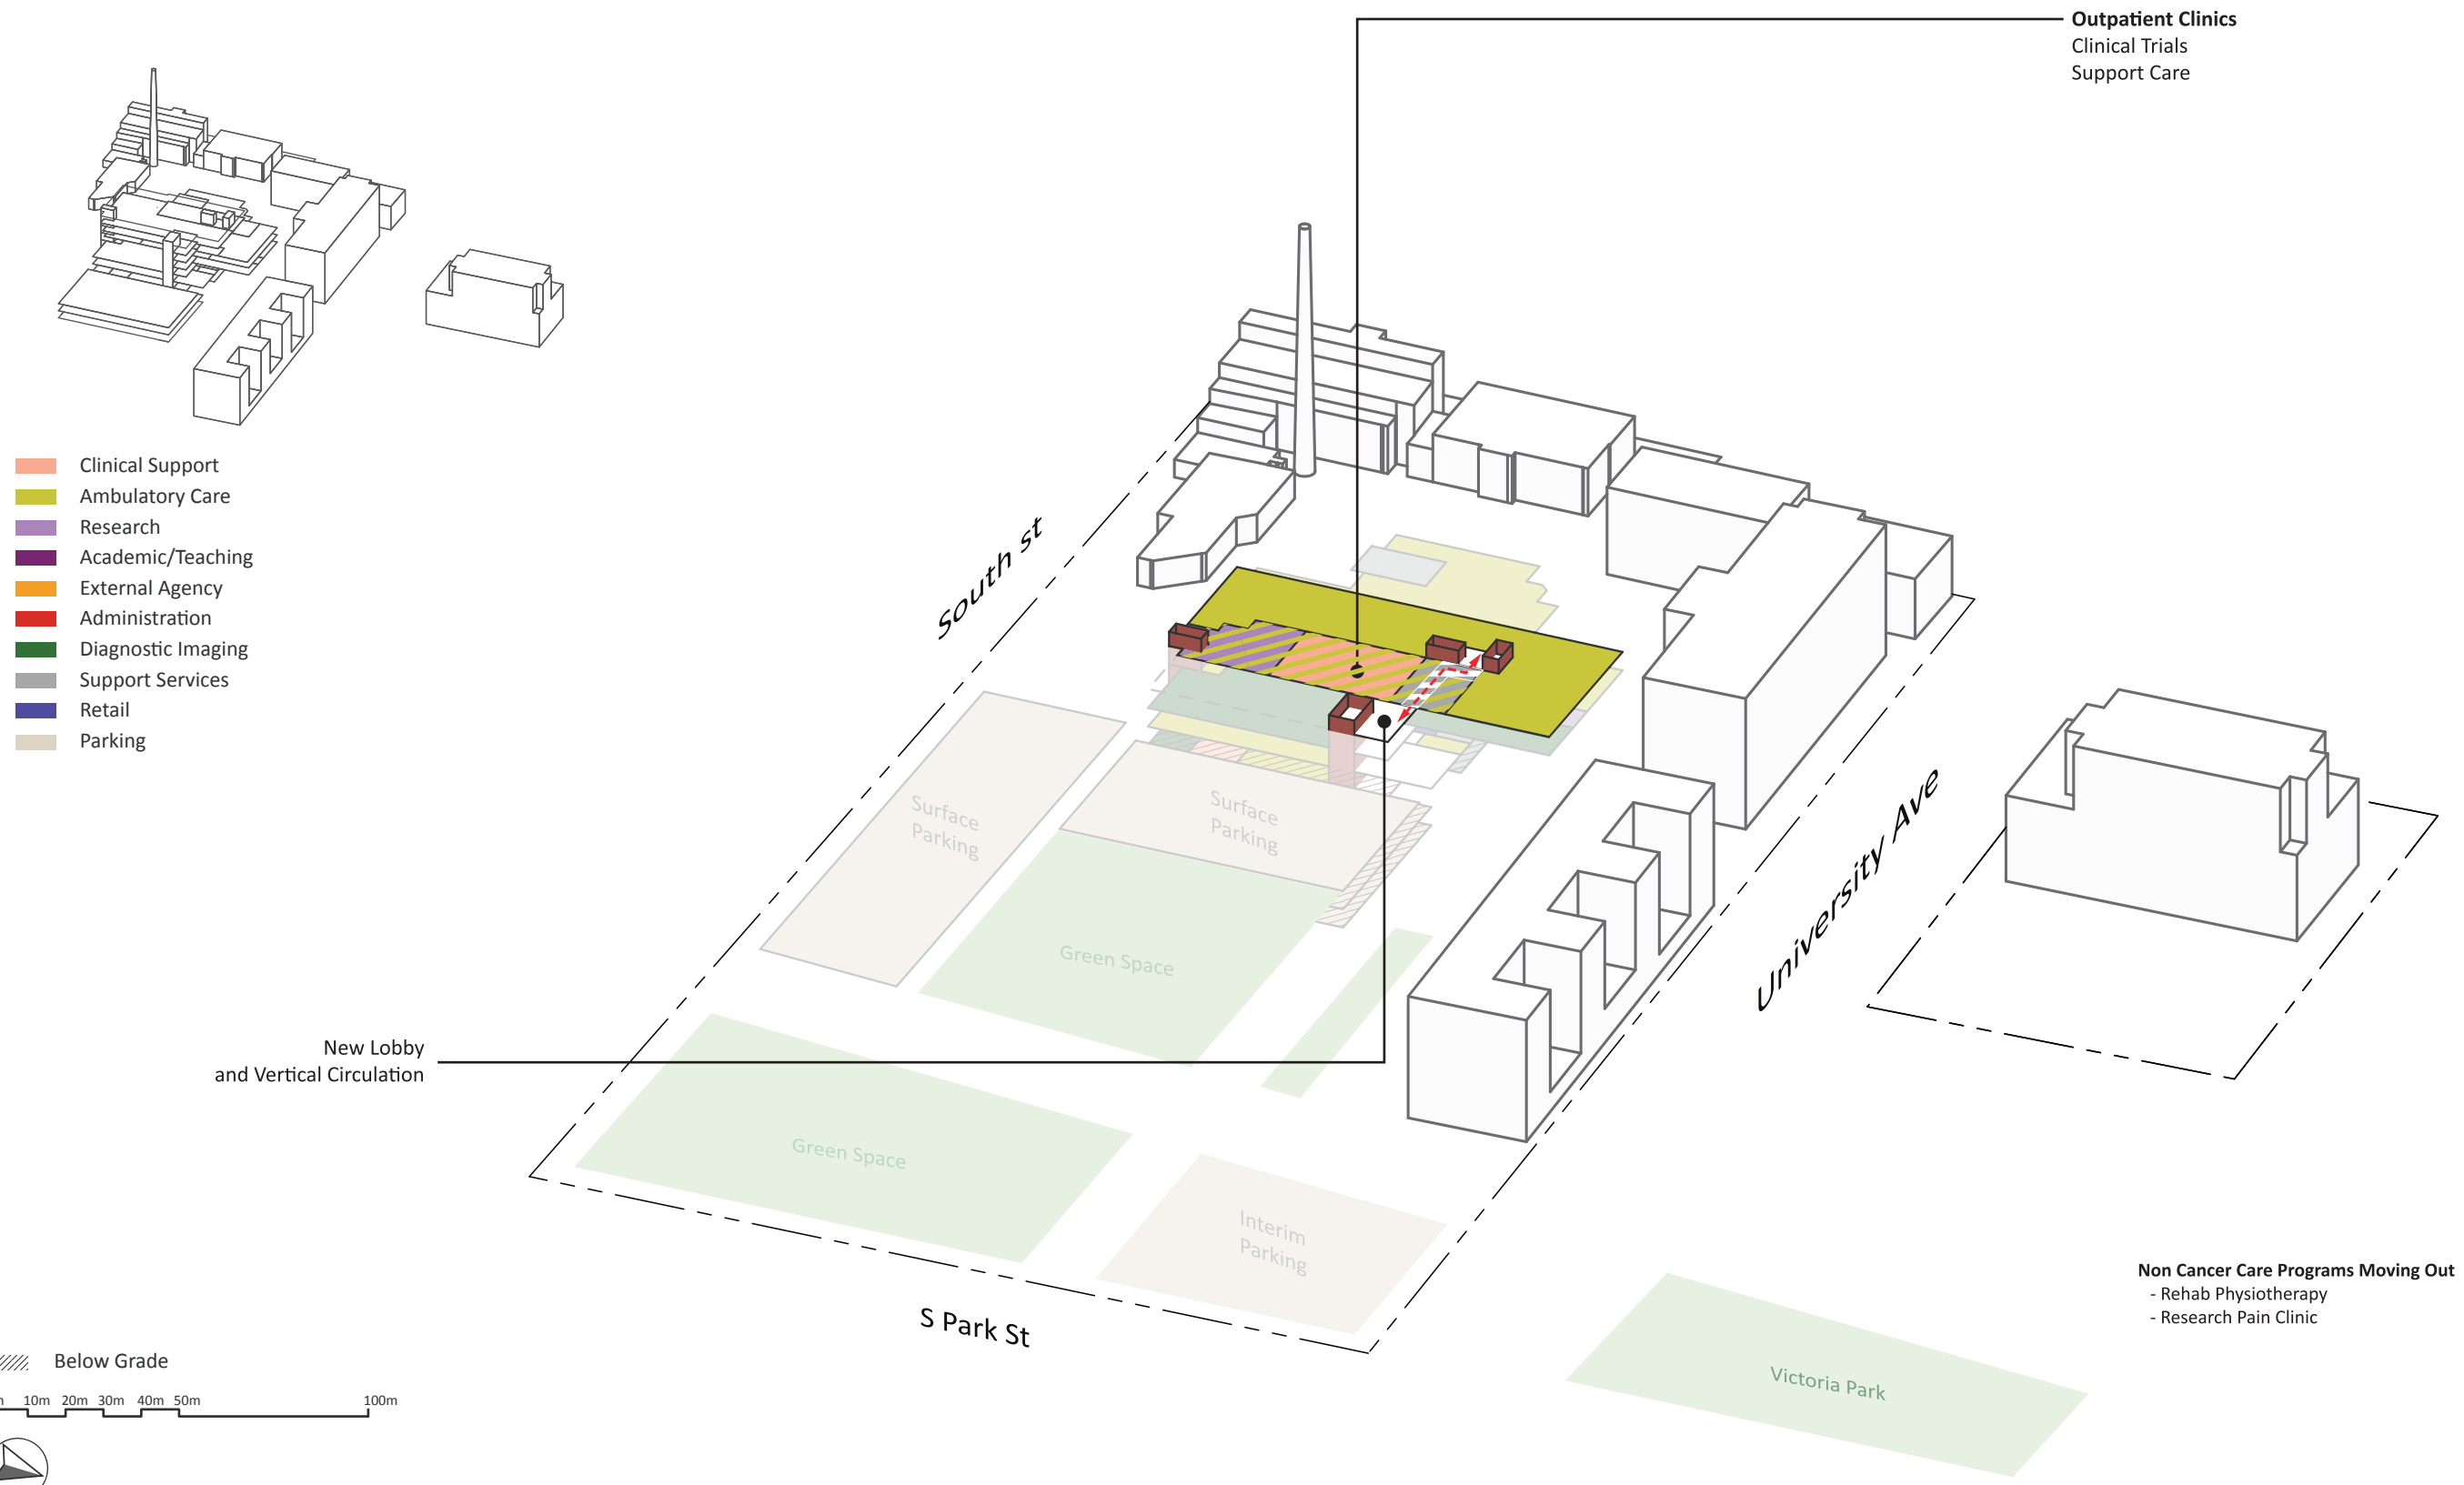 Outpatient Clinics
Clinical Trials
Support Care
Clinical Support
Ambulatory Care
Research
Academic/Teaching
External Agency
Administration
Diagnostic Imaging
Support Services
Retail
Parking
South st
University Ave
Surface
Parking
Surface
Parking
Green Space
New Lobby
and Vertical Circulation
Green Space
Interim
Parking
S Park St
Non Cancer Care Programs Moving Out
- Rehab Physiotherapy
- Research Pain Clinic
Victoria Park
Below Grade
10m 20m 30m 40m 50m 100m